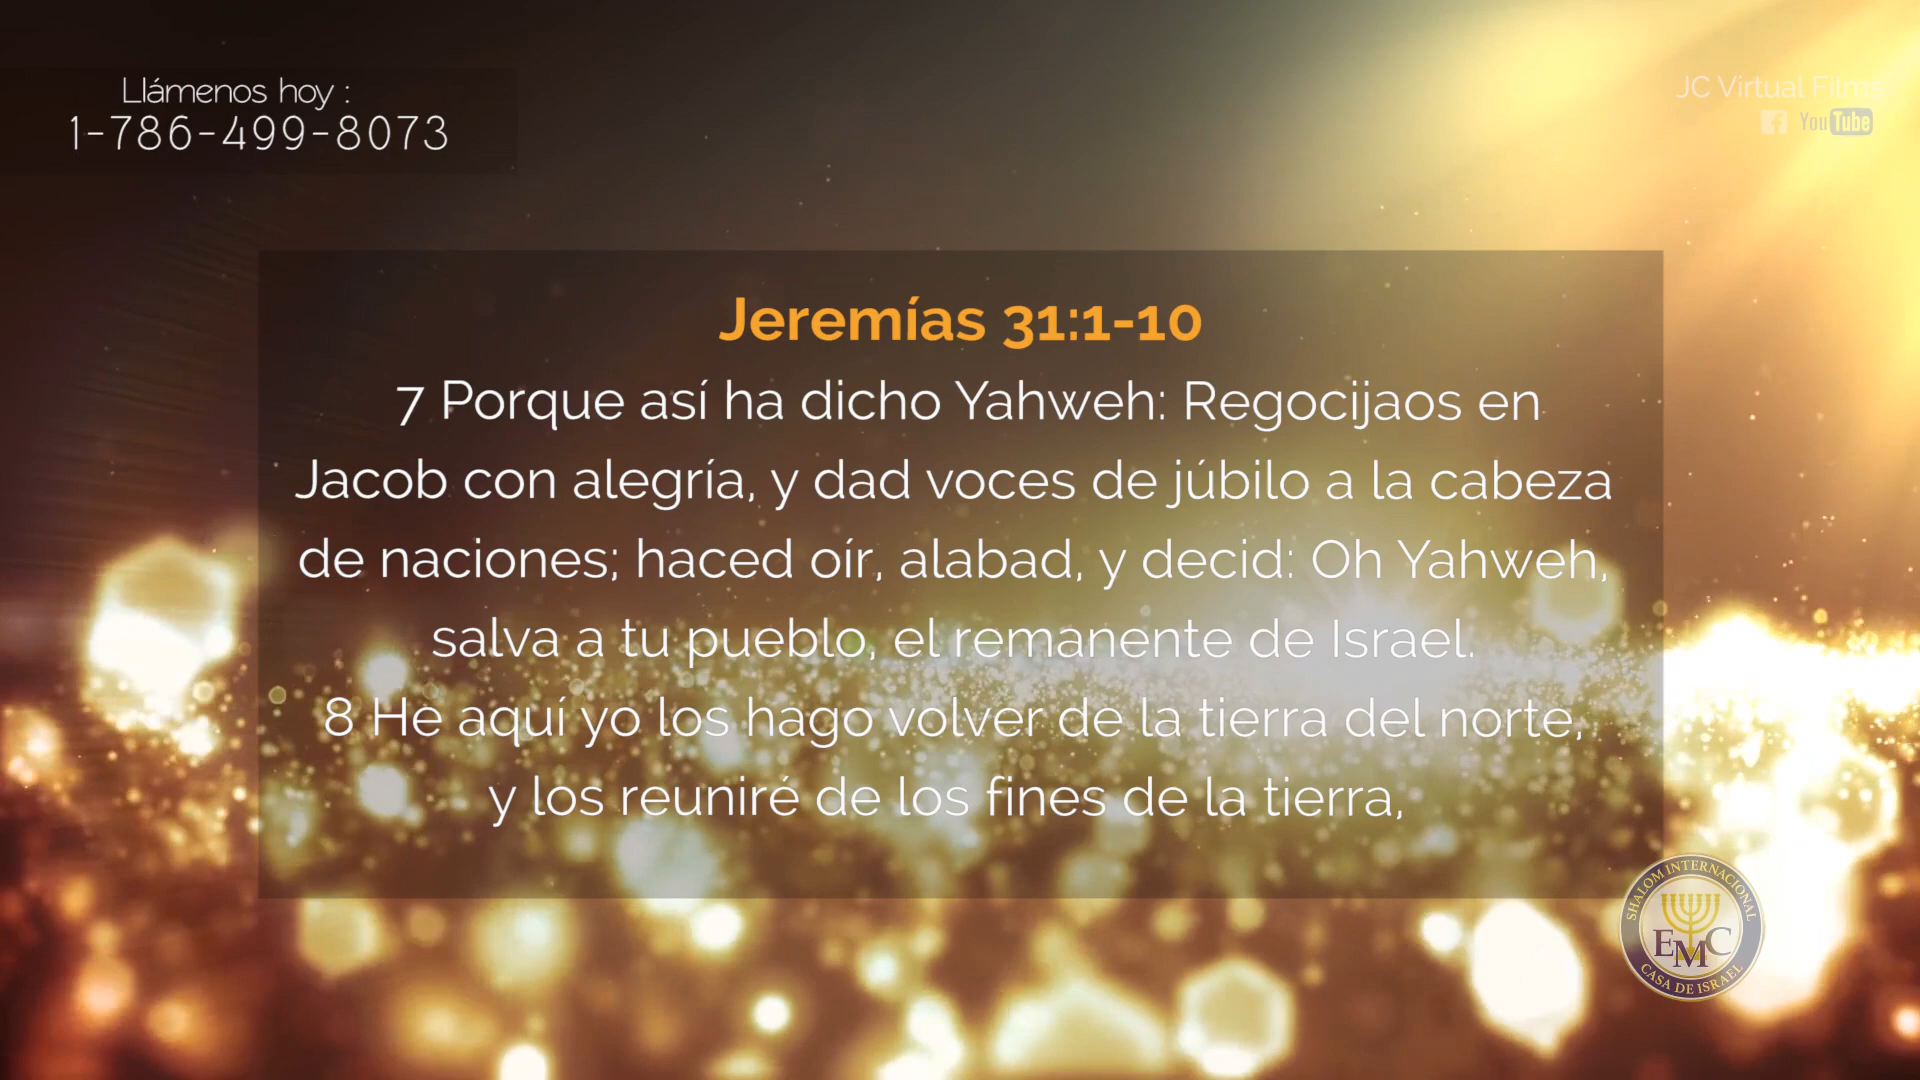 Llámenos hoy :
1-786-499-8073
JC Virtual Films
You Tube
Jeremías 31:1-10
7 Porque así ha dicho Yahweh: Regocijaos en
Jacob con alegría, y dad voces de júbilo a la cabeza
de naciones; haced oír, alabad, y decid: Oh Yahweh,
salva a tu pueblo, el remanente de Israel.
8 He aquí yo los hago volver de la tierra del norte,
y los reuniré de los fines de la tierra,
SHALOM INTERNACIONAL
EMC
CASA DE ISRAEL